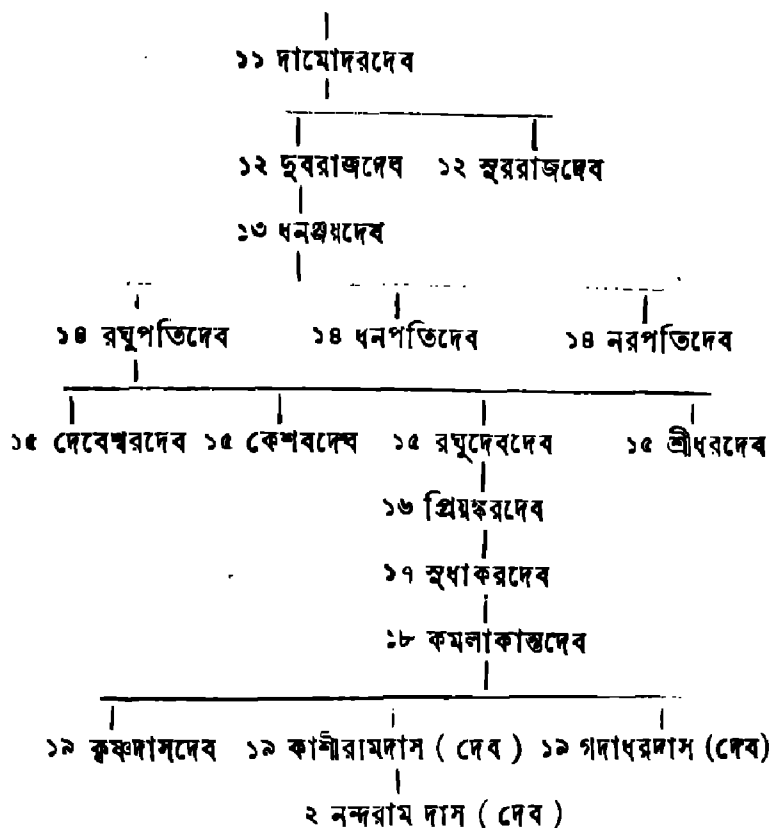 ১১ দামোদরদেব
১২ দুবরাজদেব ১২ সুররাজদেব
১৩ ধনঞ্জয়দেব
১৪ রঘুপতিদেব ১৪ ধনপতিদেব ১৪ নরপতিদেব
১৫ দেবেশ্বরদেব ১৫ কেশবদেব ১৫ রঘুদেবদেব ১৫ শ্রীধরদেব
১৬ প্রিয়ঙ্করদেব
১৭ সুধাকরদেব
১৮ কমলাকান্তদেব
১৯ কৃষ্ণদাসদেব ১৯ কাশীরামদাস ( দেব ) ১৯ গদাধরদাস (দেব)
২ নন্দরাম দাস ( দেব )